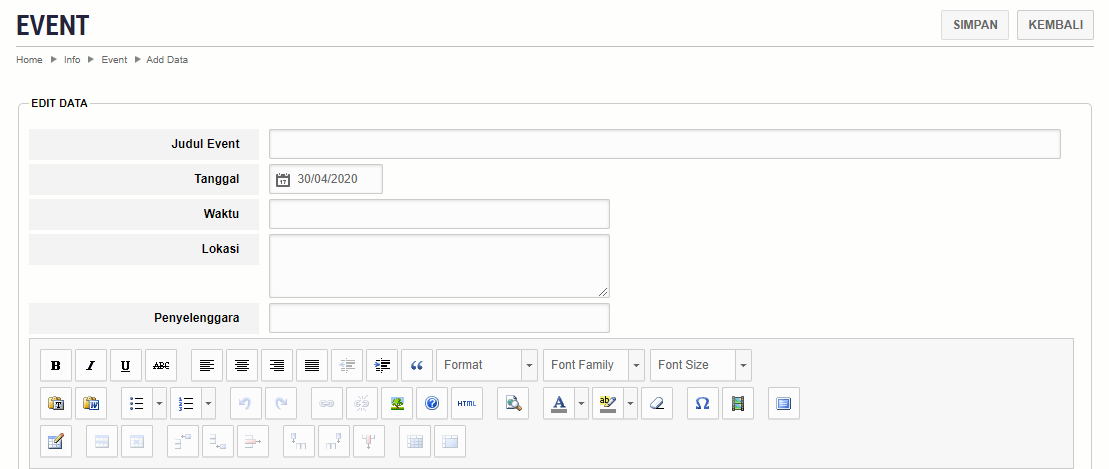 EVENT
SIMPAN KEMBALI
Home Info Event Add Data
EDIT DATA
Judul Event
Tanggal 30/04/2020
Waktu
Lokasi
Penyelenggara
B I U ABC Format Font Family Font Size
HTML A ab Ω